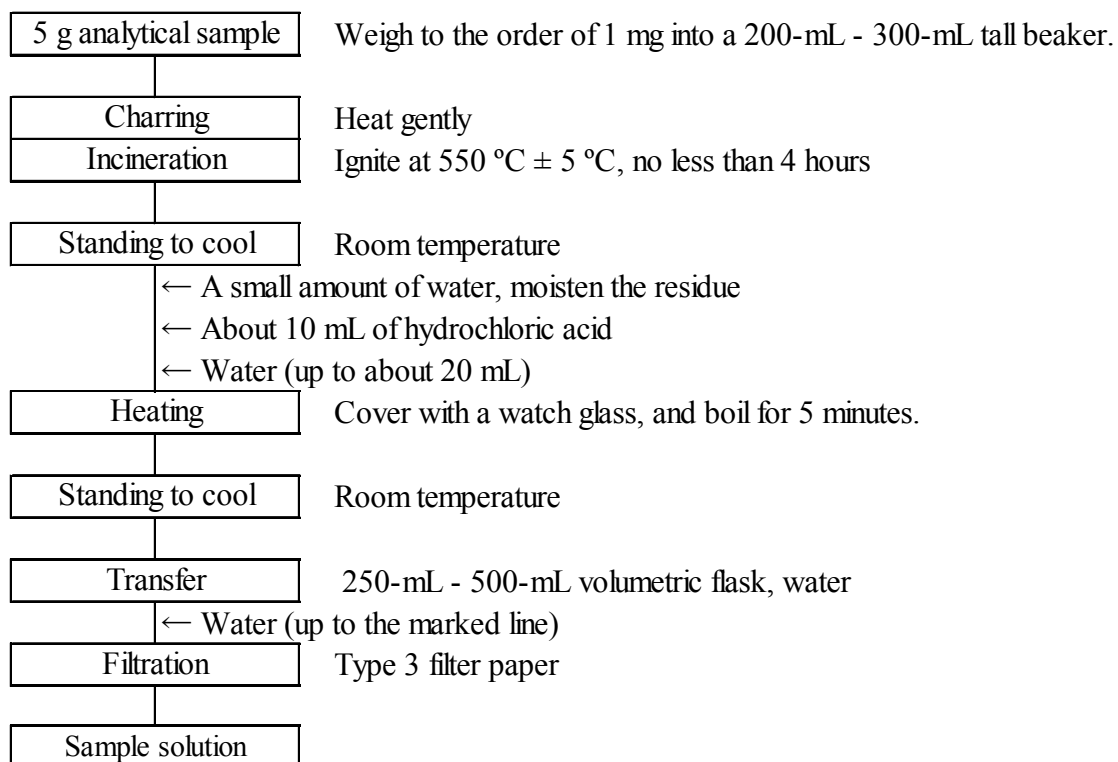 5 g analytical sample Weigh to the order of 1 mg into a 200-mL - 300-mL tall beaker.
Charring Heat gently
Incineration Ignite at 550 ºC ± 5 ºC, no less than 4 hours
Standing to cool Room temperature
← A small amount of water, moisten the residue
← About 10 mL of hydrochloric acid
← Water (up to about 20 mL)
Heating Cover with a watch glass, and boil for 5 minutes.
Standing to cool Room temperature
Transfer 250-mL - 500-mL volumetric flask, water
← Water (up to the marked line)
Filtration Type 3 filter paper
Sample solution